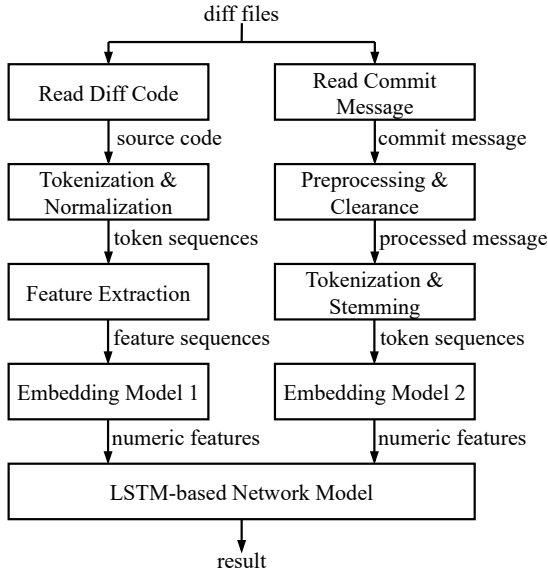 diff files
Read Diff Code
Read Commit
Message
source code
commit message
Tokenization &
Normalization
Preprocessing &
Clearance
token sequences
processed message
Feature Extraction
Tokenization &
Stemming
feature sequences
token sequences
Embedding Model 1
Embedding Model 2
numeric features
numeric features
LSTM-based Network Model
result